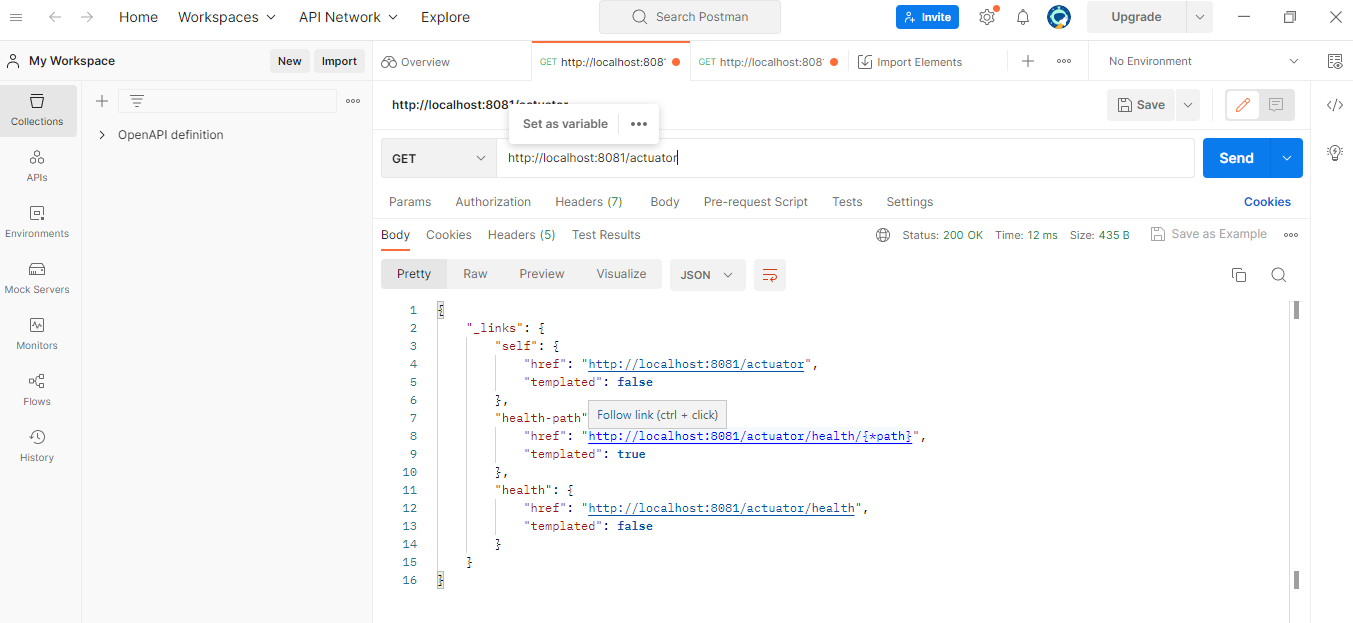 Home Workspaces API Network Explore Search Postman Invite Upgrade
My Workspace New Import Overview GET http://localhost:808' GET http://localhost:808' Import Elements No Environment
Collections
OpenAPI definition
APIs
Environments
Mock Servers
Monitors
Flows
History
http://localhost:8081/actuator Save
Set as variable
GET http://localhost:8081/actuator Send
Params Authorization Headers (7) Body Pre-request Script Tests Settings Cookies
Body Cookies Headers (5) Test Results Status: 200 OK Time: 12 ms Size: 435 B Save as Example
Pretty Raw Preview Visualize JSON
1 {
2 "_links": {
3 "self": {
4 "href": "http://localhost:8081/actuator",
5 "templated": false
6 },
7 "health-path"
Follow link (ctrl + click)
8 "href": "http://localhost:8081/actuator/health/{*path}",
9 "templated": true
10 },
11 "health": {
12 "href": "http://localhost:8081/actuator/health",
13 "templated": false
14 }
15 }
16 }